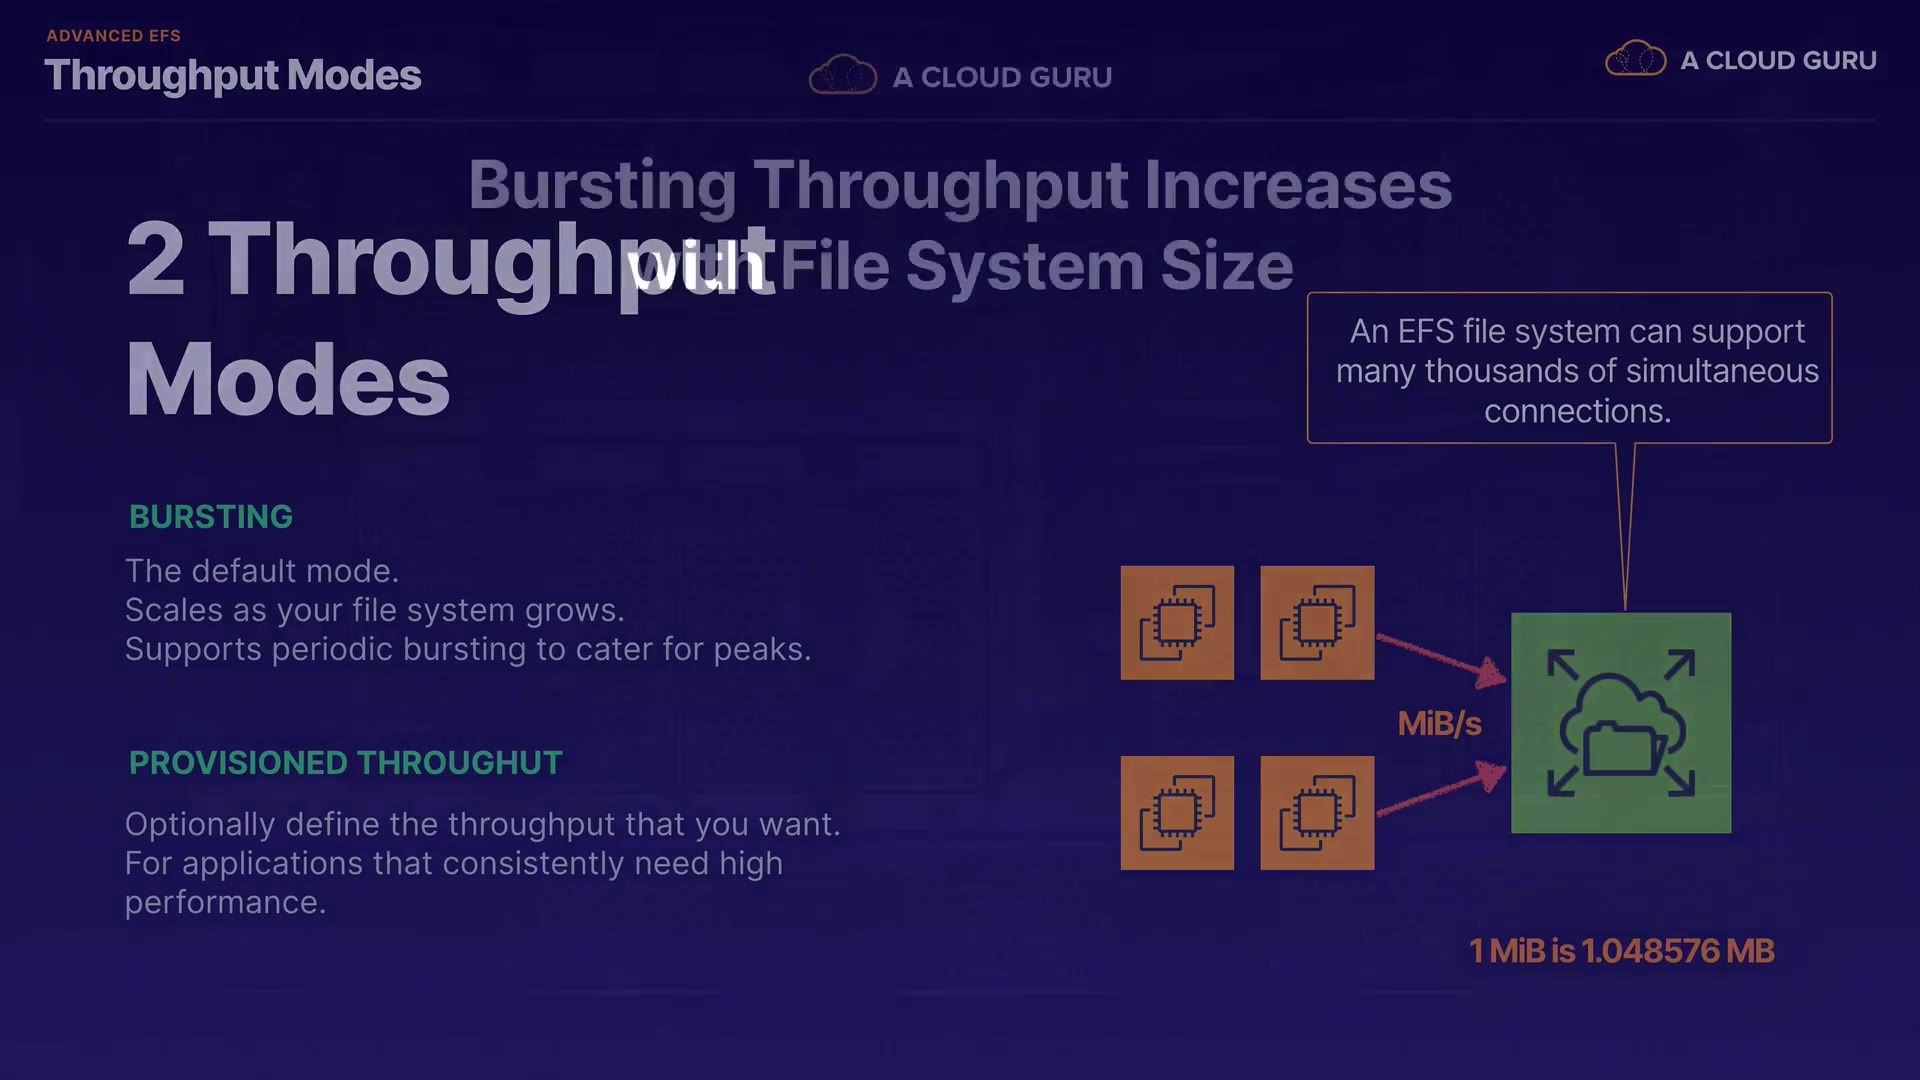 ADVANCED EFS
Throughput Modes
A CLOUD GURU
A CLOUD GURU
Bursting Throughput Increases
with File System Size
2 Throughput
Modes
An EFS file system can support
many thousands of simultaneous
connections.
BURSTING
The default mode.
Scales as your file system grows.
Supports periodic bursting to cater for peaks.
MiB/s
PROVISIONED THROUGHUT
Optionally define the throughput that you want.
For applications that consistently need high
performance.
1 MiB is 1.048576 MB